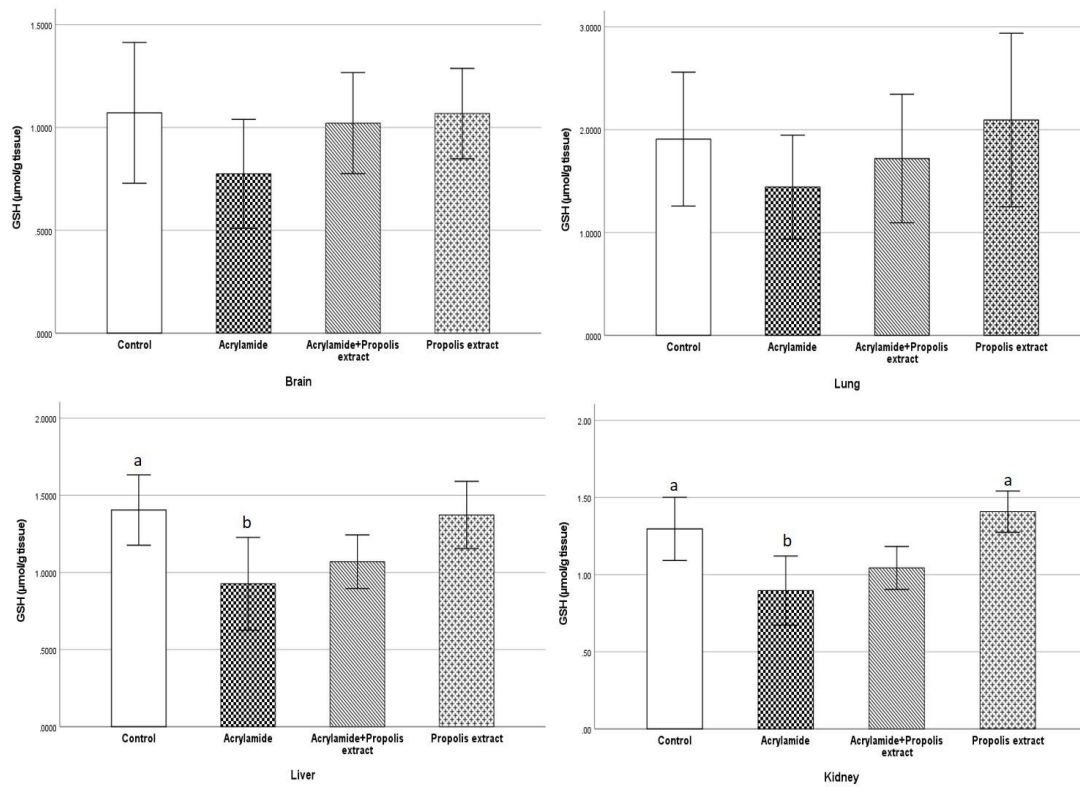 1.5000
1.0000
.5000
.0000
GSH (µmol/g tissue)
Control
Acrylamide
Acrylamide+Propolis
extract
Propolis extract
Brain
3.0000
2.0000
1.0000
.0000
GSH (µmol/g tissue)
Control
Acrylamide
Acrylamide+Propolis
extract
Propolis extract
Lung
2.0000
1.5000
1.0000
.5000
.0000
GSH (µmol/g tissue)
a
b
Control
Acrylamide
Acrylamide+Propolis
extract
Propolis extract
Liver
2.00
1.50
1.00
.50
.00
GSH (µmol/g tissue)
a
b
a
Control
Acrylamide
Acrylamide+Propolis
extract
Propolis extract
Kidney